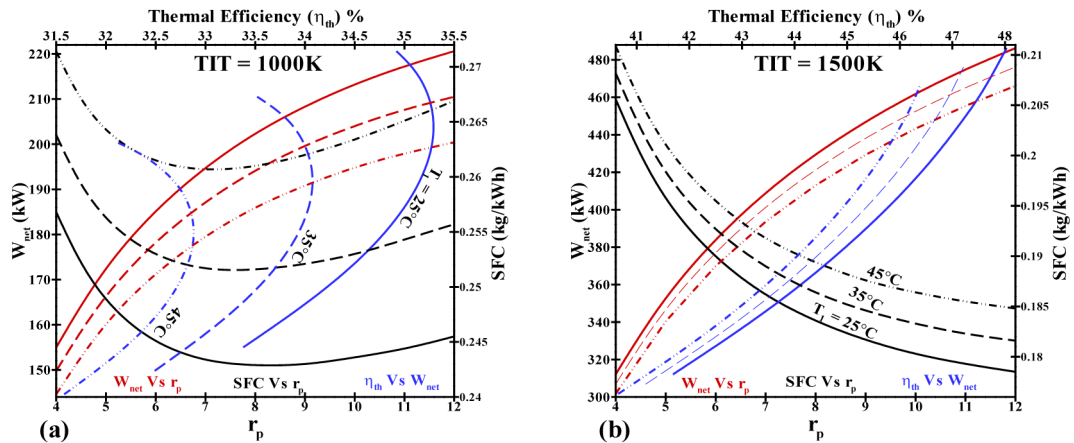 Thermal Efficiency (ηth) %
31.5 32 32.5 33 33.5 34 34.5 35 35.5
TIT = 1000K
220
210
200
190
180
170
160
150
Wnet (kW)
0.27
0.265
0.26
0.255
0.25
0.245
0.24
SFC (kg/kWh)
T1 = 25°C
35°C
45°C
Wnet Vs rp SFC Vs rp ηth Vs Wnet
4 5 6 7 8 9 10 11 12
(a) rp
Thermal Efficiency (ηth) %
41 42 43 44 45 46 47 48
TIT = 1500K
480
460
440
420
400
380
360
340
320
300
Wnet (kW)
0.21
0.205
0.2
0.195
0.19
0.185
0.18
SFC (kg/kWh)
45°C
35°C
T1 = 25°C
Wnet Vs rp SFC Vs rp ηth Vs Wnet
4 5 6 7 8 9 10 11 12
(b) rp